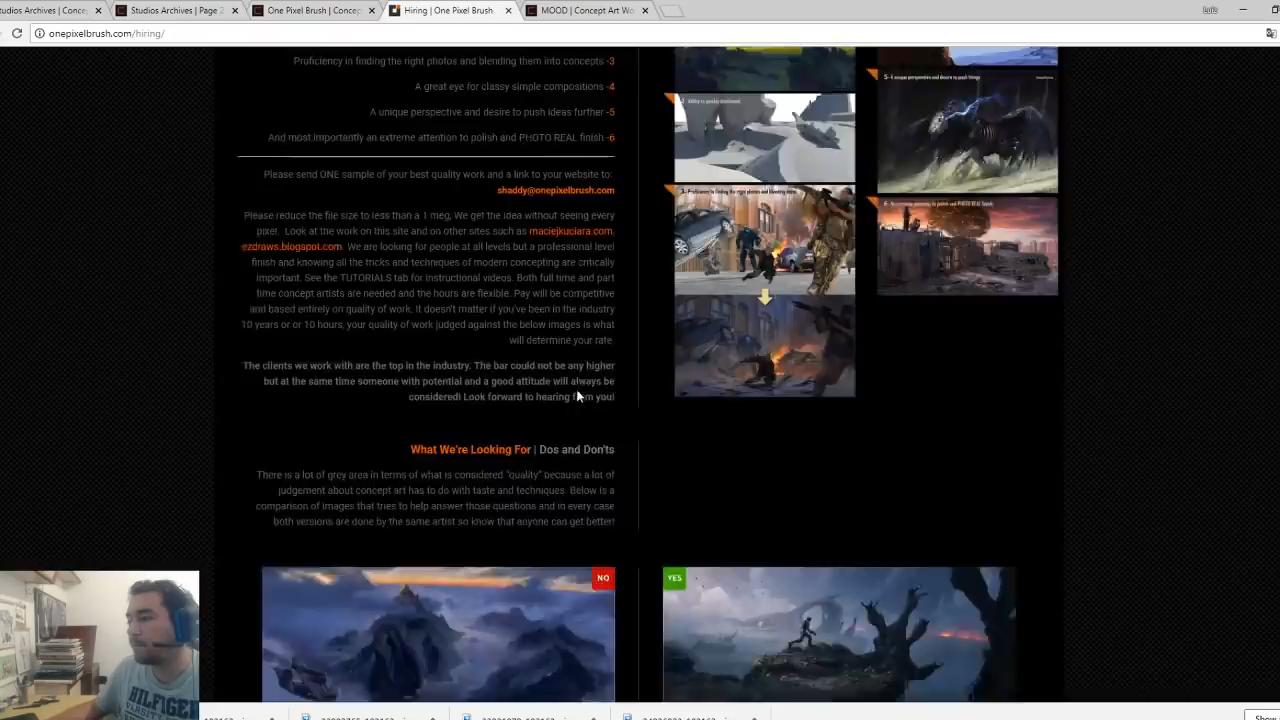 Studios Archives | Page 2
One Pixel Brush | Concep
Hiring | One Pixel Brush
MOOD | Concept Art Wo
onepixelbrush.com/hiring/
Proficiency in finding the right photos and blending them into concepts -3
A great eye for classy simple compositions -4
A unique perspective and desire to push ideas further -5
And most importantly an extreme attention to polish and PHOTO REAL finish -6
Please send ONE sample of your best quality work and a link to your website to:
shaddy@onepixelbrush.com
Please reduce the file size to less than a 1 meg, We get the idea without seeing every
pixel. Look at the work on this site and on other sites such as maciejkuciara.com,
ezdraws.blogspot.com. We are looking for people at all levels but a professional level
finish and knowing all the tricks and techniques of modern concepting are critically
important. See the TUTORIALS tab for instructional videos. Both full time and part
time concept artists are needed and the hours are flexible. Pay will be competitive
and based entirely on quality of work. It doesn't matter if you've been in the industry
10 years or or 10 hours, your quality of work judged against the below images is what
will determine your rate.
The clients we work with are the top in the industry. The bar could not be any higher
but at the same time someone with potential and a good attitude will always be
considered! Look forward to hearing from you!
What We're Looking For | Dos and Don'ts
There is a lot of grey area in terms of what is considered "quality" because a lot of
judgement about concept art has to do with taste and techniques. Below is a
comparison of images that tries to help answer those questions and in every case
both versions are done by the same artist so know that anyone can get better!
5- A unique perspective and desire to push things
NO
YES
HILFIGER
Show